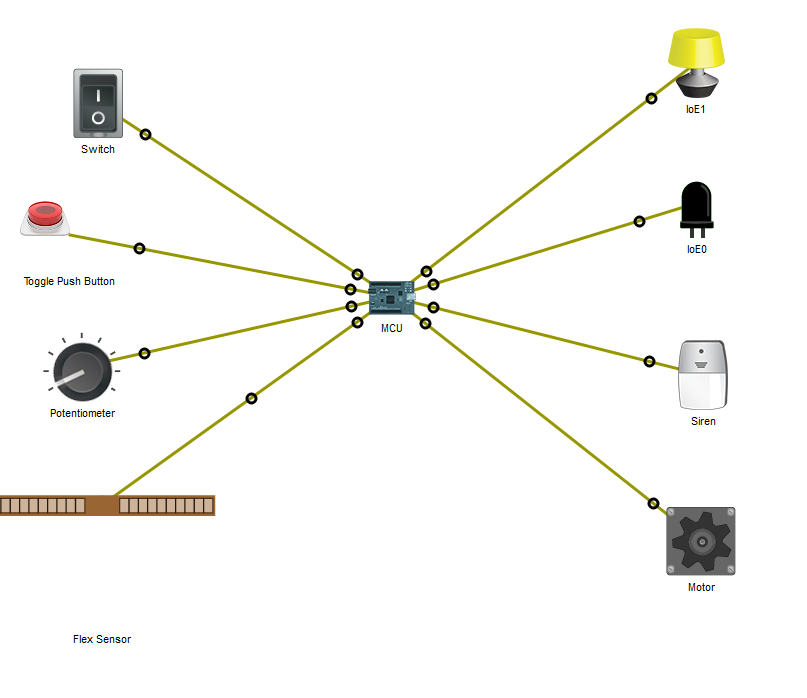 IoE1
Switch
IoE0
Toggle Push Button
MCU
Potentiometer
Siren
Motor
Flex Sensor